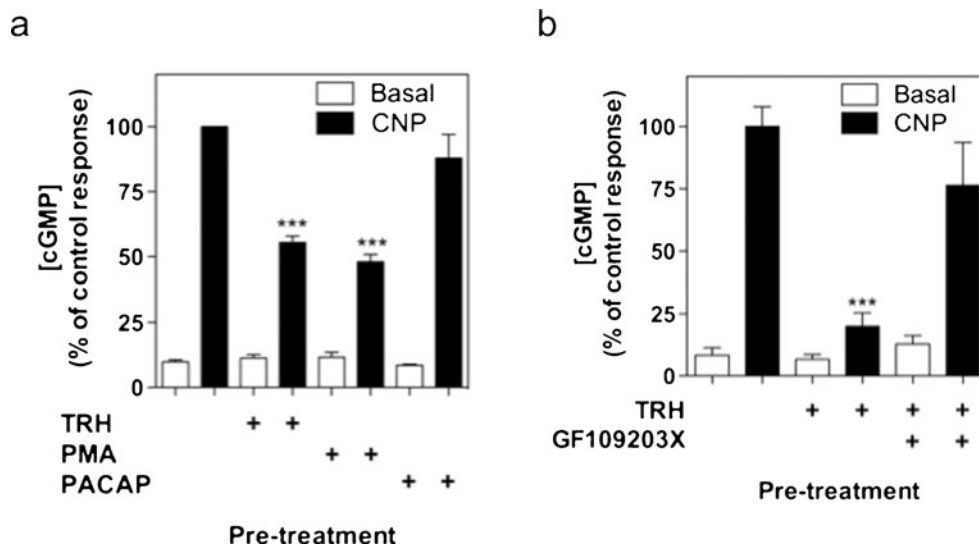 a
Basal
CNP
[cGMP]
(% of control response)
100
75
50
25
0
***
***
TRH + +
PMA + +
PACAP + +
Pre-treatment
b
Basal
CNP
[cGMP]
(% of control response)
100
75
50
25
0
***
TRH + + + +
GF109203X + +
Pre-treatment